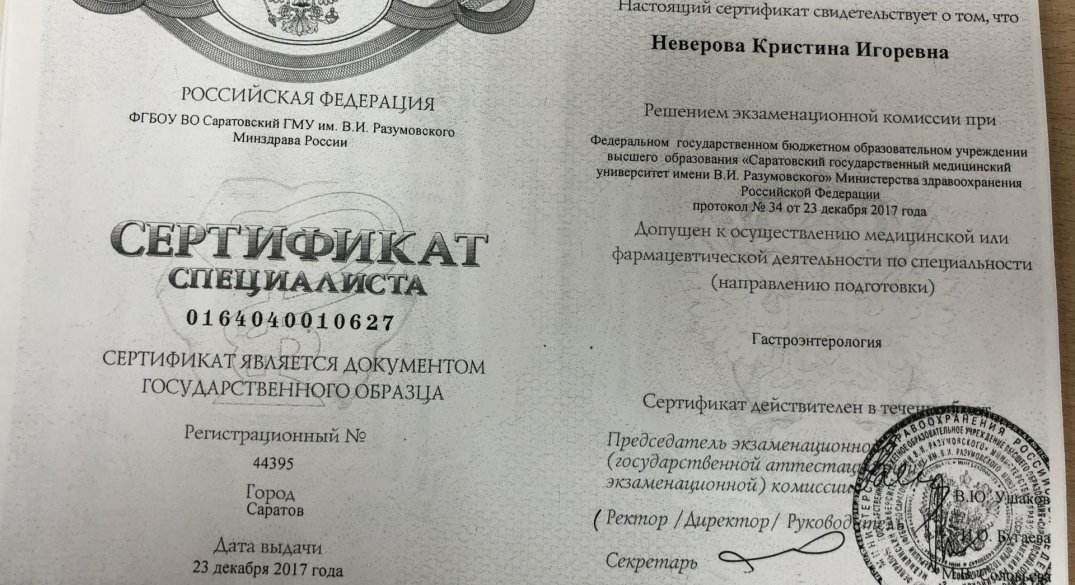 РОССИЙСКАЯ ФЕДЕРАЦИЯ
ФГБОУ ВО Саратовский ГМУ им. В.И. Разумовского
Минздрава России
СЕРТИФИКАТ
СПЕЦИАЛИСТА
0164040010627
СЕРТИФИКАТ ЯВЛЯЕТСЯ ДОКУМЕНТОМ
ГОСУДАРСТВЕННОГО ОБРАЗЦА
Регистрационный №
44395
Город
Саратов
Дата выдачи
23 декабря 2017 года
Настоящий сертификат свидетельствует о том, что
Неверова Кристина Игоревна
Решением экзаменационной комиссии при
Федеральном государственном бюджетном образовательном учреждении
высшего образования «Саратовский государственный медицинский
университет имени В.И. Разумовского» Министерства здравоохранения
Российской Федерации
протокол № 34 от 23 декабря 2017 года
Допущен к осуществлению медицинской или
фармацевтической деятельности по специальности
(направлению подготовки)
Гастроэнтерология
Сертификат действителен в течение
Председатель экзаменационной
(государственной аттестационной
экзаменационной) комиссии
В.Ю. Ушаков
(Ректор /Директор/ Руководитель
И.О. Бугаева
Секретарь